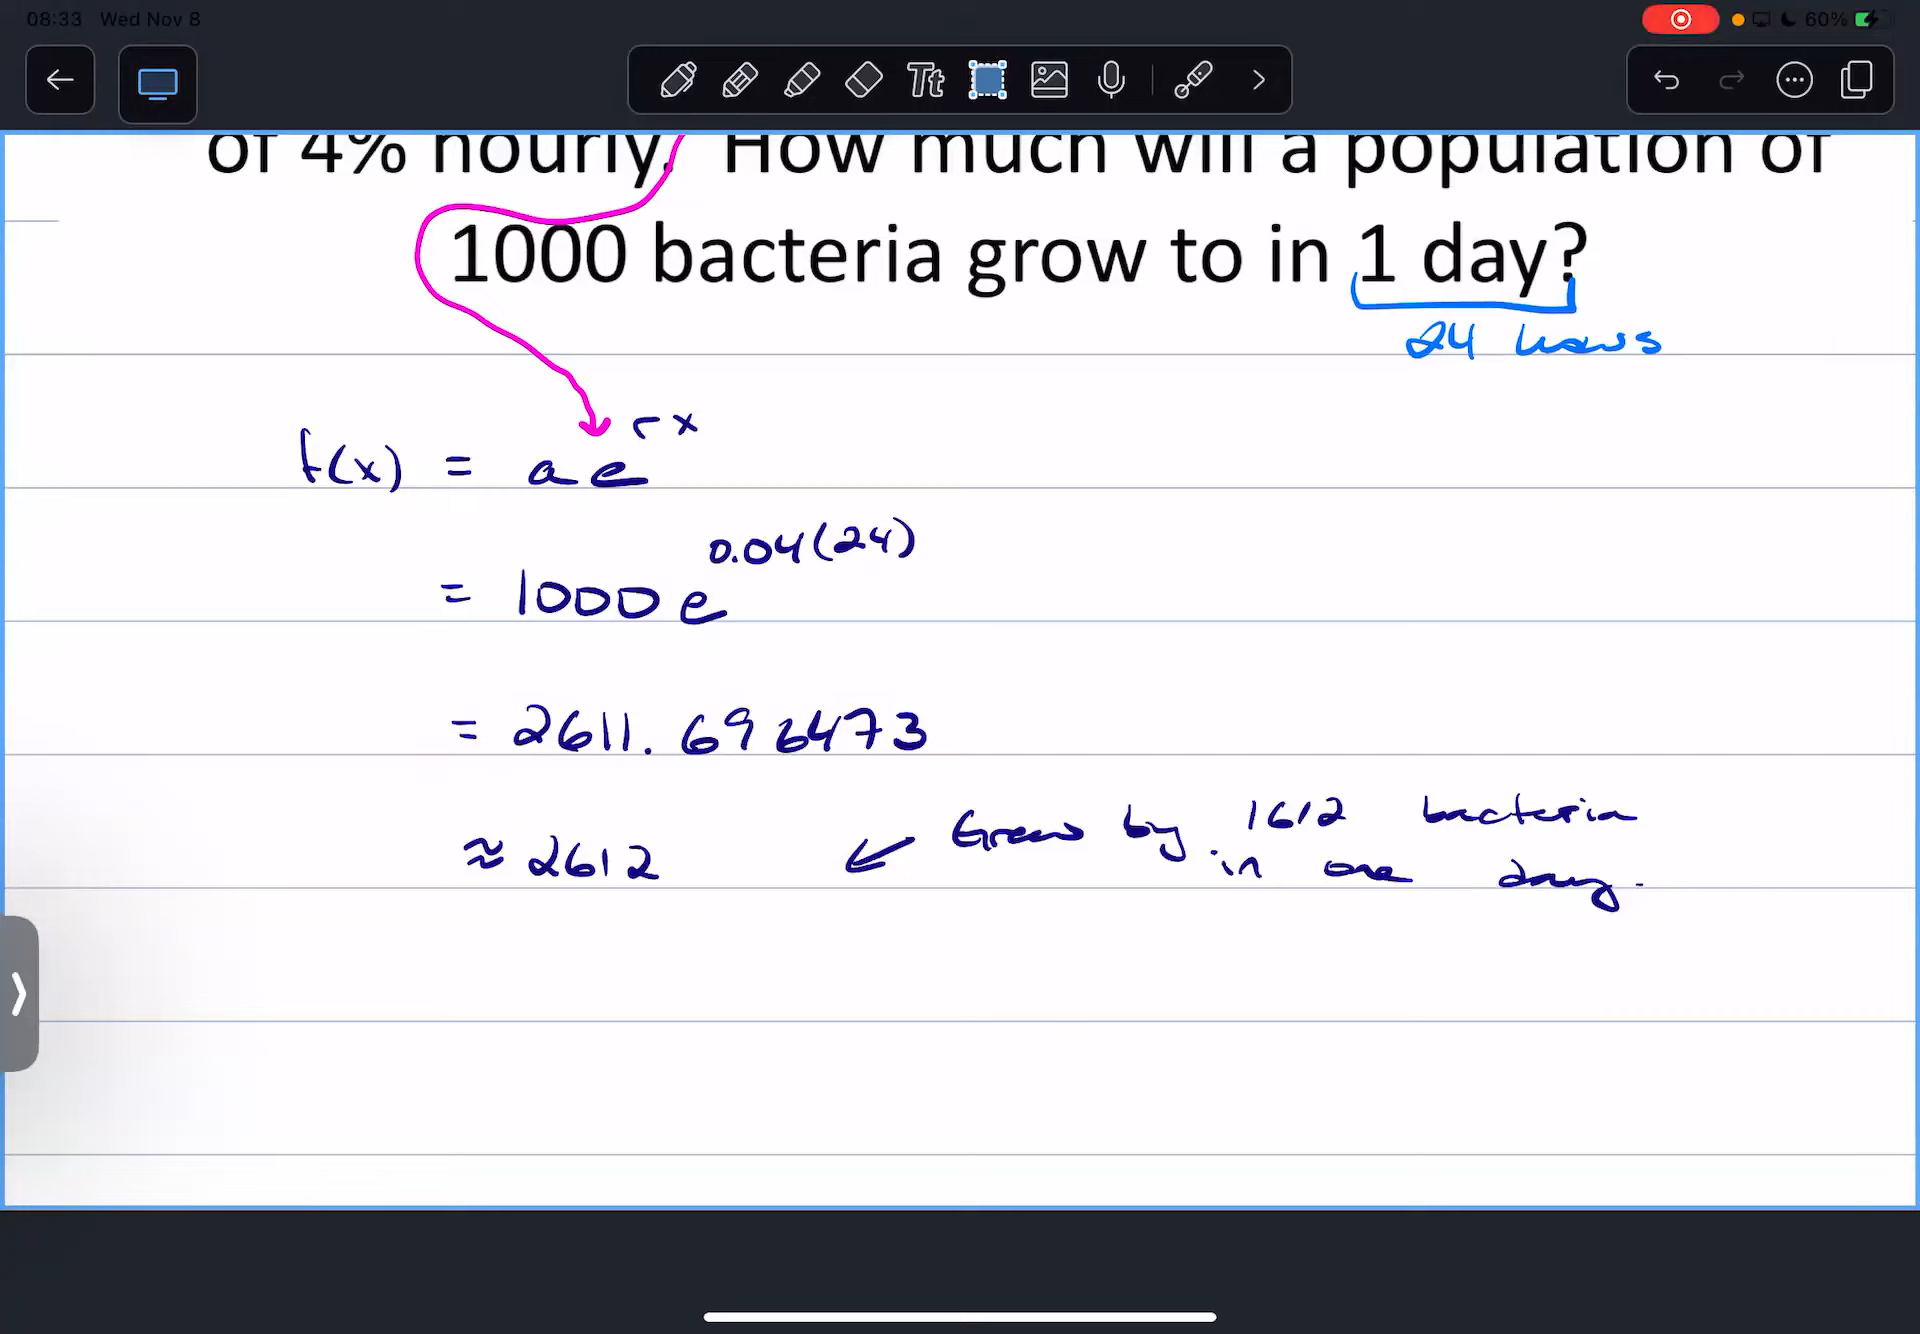 08:33 Wed Nov 8
60%
Tt
of 4% hourly. How much will a population of
1000 bacteria grow to in 1 day?
24 hours
f(x) = ae^rx
= 1000 e^0.04(24)
= 2611.696473
≈ 2612
Grew by 1612 bacteria
in one day.